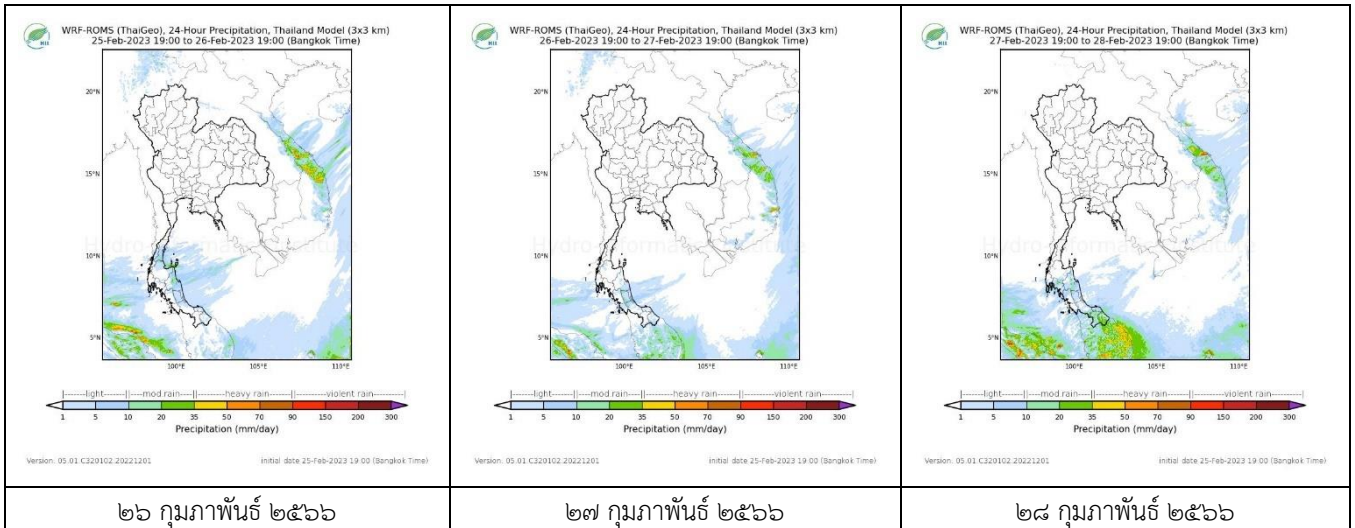 WRF-ROMS (ThaiGeo), 24-Hour Precipitation, Thailand Model (3x3 km)
25-Feb-2023 19:00 to 26-Feb-2023 19:00 (Bangkok Time)
HII
20°N
15°N
10°N
5°N
Hydro-Informatics Institute
100°E 105°E 110°E
light mod rain heavy rain violent rain
1 5 10 20 35 50 70 90 150 200 300
Precipitation (mm/day)
Version: 05.01.C320102.20221201 initial date 25-Feb-2023 19:00 (Bangkok Time)
๒๖ กุมภาพันธ์ ๒๕๖๖
WRF-ROMS (ThaiGeo), 24-Hour Precipitation, Thailand Model (3x3 km)
26-Feb-2023 19:00 to 27-Feb-2023 19:00 (Bangkok Time)
HII
20°N
15°N
10°N
5°N
Hydro-Informatics Institute
100°E 105°E 110°E
light mod rain heavy rain violent rain
1 5 10 20 35 50 70 90 150 200 300
Precipitation (mm/day)
Version: 05.01.C320102.20221201 initial date 25-Feb-2023 19:00 (Bangkok Time)
๒๗ กุมภาพันธ์ ๒๕๖๖
WRF-ROMS (ThaiGeo), 24-Hour Precipitation, Thailand Model (3x3 km)
27-Feb-2023 19:00 to 28-Feb-2023 19:00 (Bangkok Time)
HII
20°N
15°N
10°N
5°N
Hydro-Informatics Institute
100°E 105°E 110°E
light mod rain heavy rain violent rain
1 5 10 20 35 50 70 90 150 200 300
Precipitation (mm/day)
Version: 05.01.C320102.20221201 initial date 25-Feb-2023 19:00 (Bangkok Time)
๒๘ กุมภาพันธ์ ๒๕๖๖